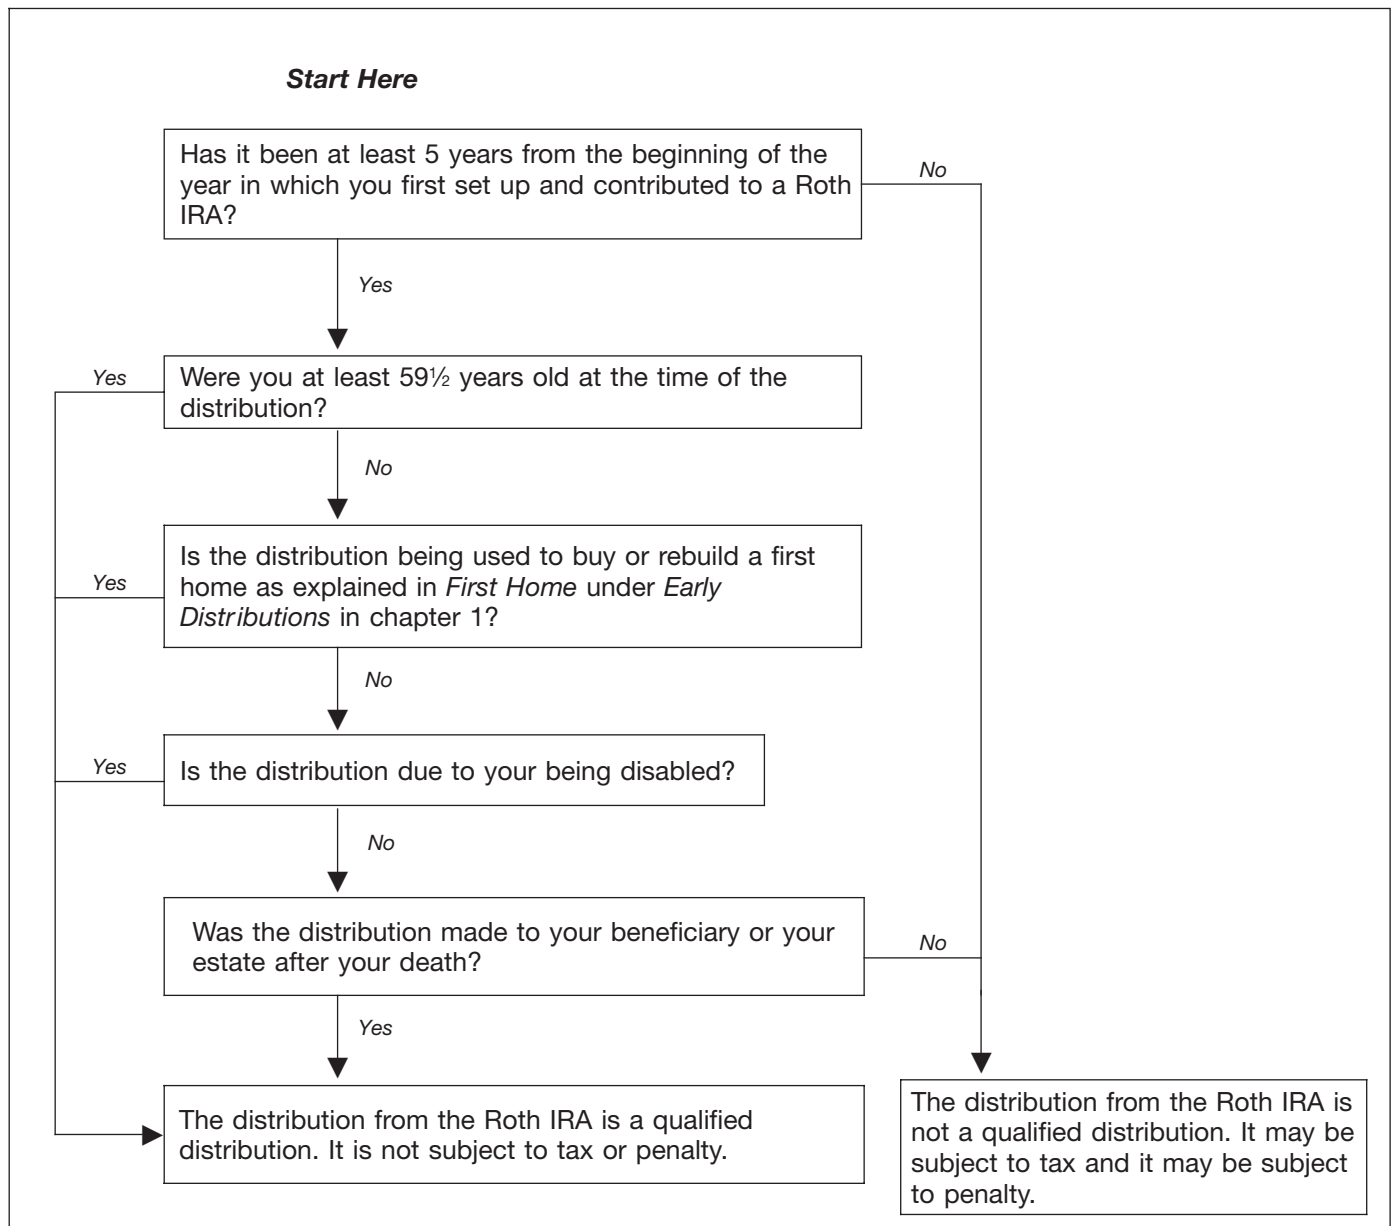 Start Here
Has it been at least 5 years from the beginning of the
year in which you first set up and contributed to a Roth
IRA?
No
Yes
Were you at least 59½ years old at the time of the
distribution?
Yes
No
Is the distribution being used to buy or rebuild a first
home as explained in First Home under Early
Distributions in chapter 1?
Yes
No
Is the distribution due to your being disabled?
Yes
No
Was the distribution made to your beneficiary or your
estate after your death?
No
Yes
The distribution from the Roth IRA is a qualified
distribution. It is not subject to tax or penalty.
The distribution from the Roth IRA is
not a qualified distribution. It may be
subject to tax and it may be subject
to penalty.